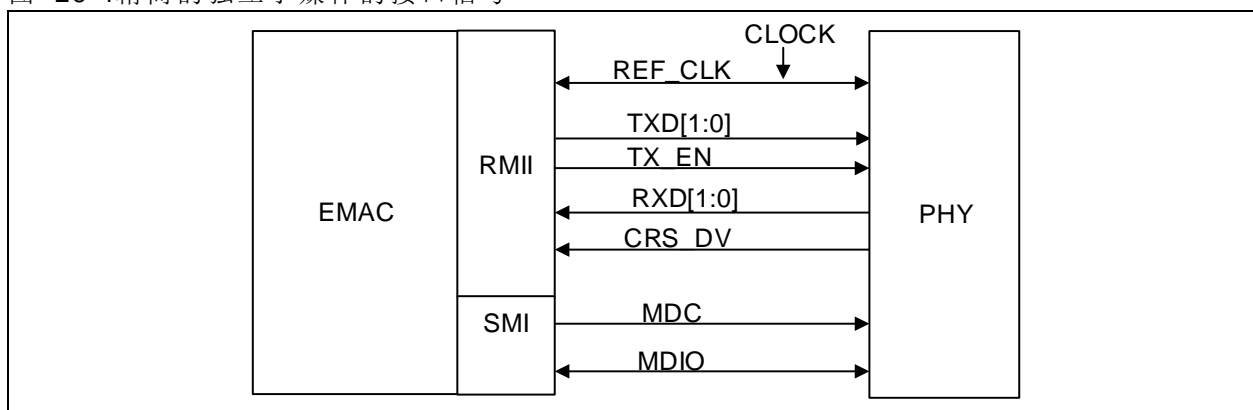 CLOCK
REF_CLK
TXD[1:0]
TX_EN
RMII
RXD[1:0]
EMAC
PHY
CRS_DV
SMI
MDC
MDIO